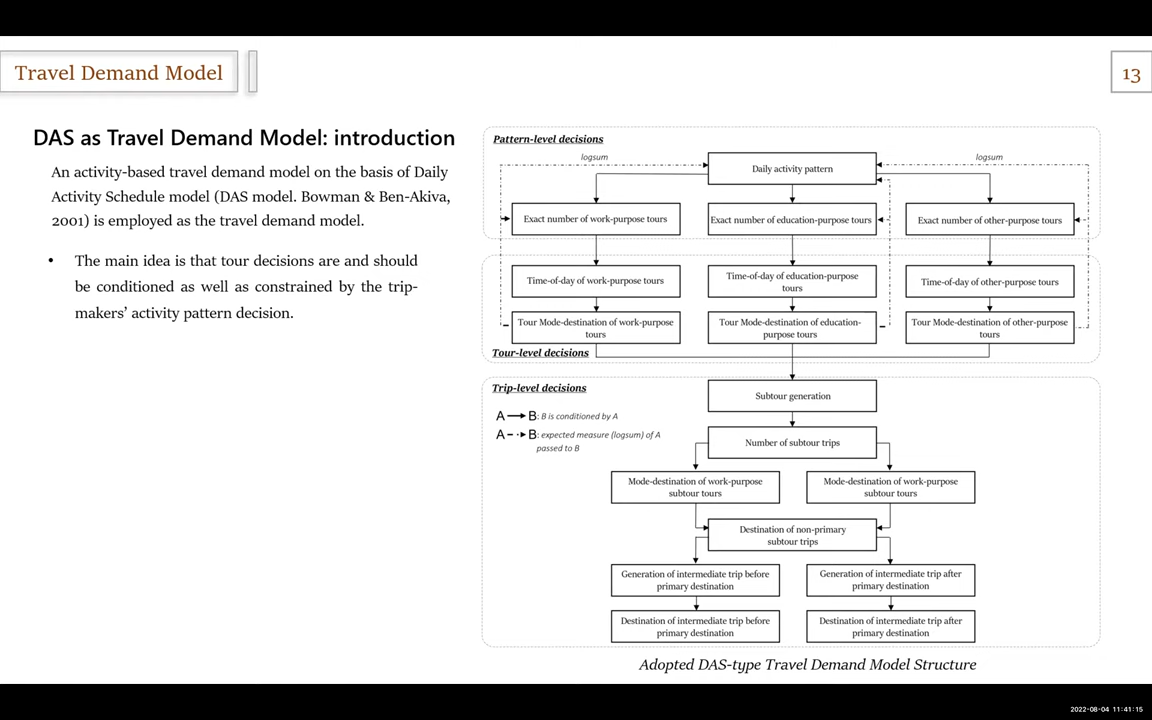 Travel Demand Model
13
DAS as Travel Demand Model: introduction
An activity-based travel demand model on the basis of Daily
Activity Schedule model (DAS model. Bowman & Ben-Akiva,
2001) is employed as the travel demand model.
• The main idea is that tour decisions are and should
be conditioned as well as constrained by the trip-
makers’ activity pattern decision.
Pattern-level decisions
logsum
logsum
Daily activity pattern
Exact number of work-purpose tours
Exact number of education-purpose tours
Exact number of other-purpose tours
Time-of-day of work-purpose tours
Time-of-day of education-purpose
tours
Time-of-day of other-purpose tours
Tour Mode-destination of work-purpose
tours
Tour Mode-destination of education-
purpose tours
Tour Mode-destination of other-purpose
tours
Tour-level decisions
Trip-level decisions
A B: B is conditioned by A
A B: expected measure (logsum) of A
passed to B
Subtour generation
Number of subtour trips
Mode-destination of work-purpose
subtour tours
Mode-destination of work-purpose
subtour tours
Destination of non-primary
subtour trips
Generation of intermediate trip before
primary destination
Generation of intermediate trip after
primary destination
Destination of intermediate trip before
primary destination
Destination of intermediate trip after
primary destination
Adopted DAS-type Travel Demand Model Structure
2022-08-04 11:41:15